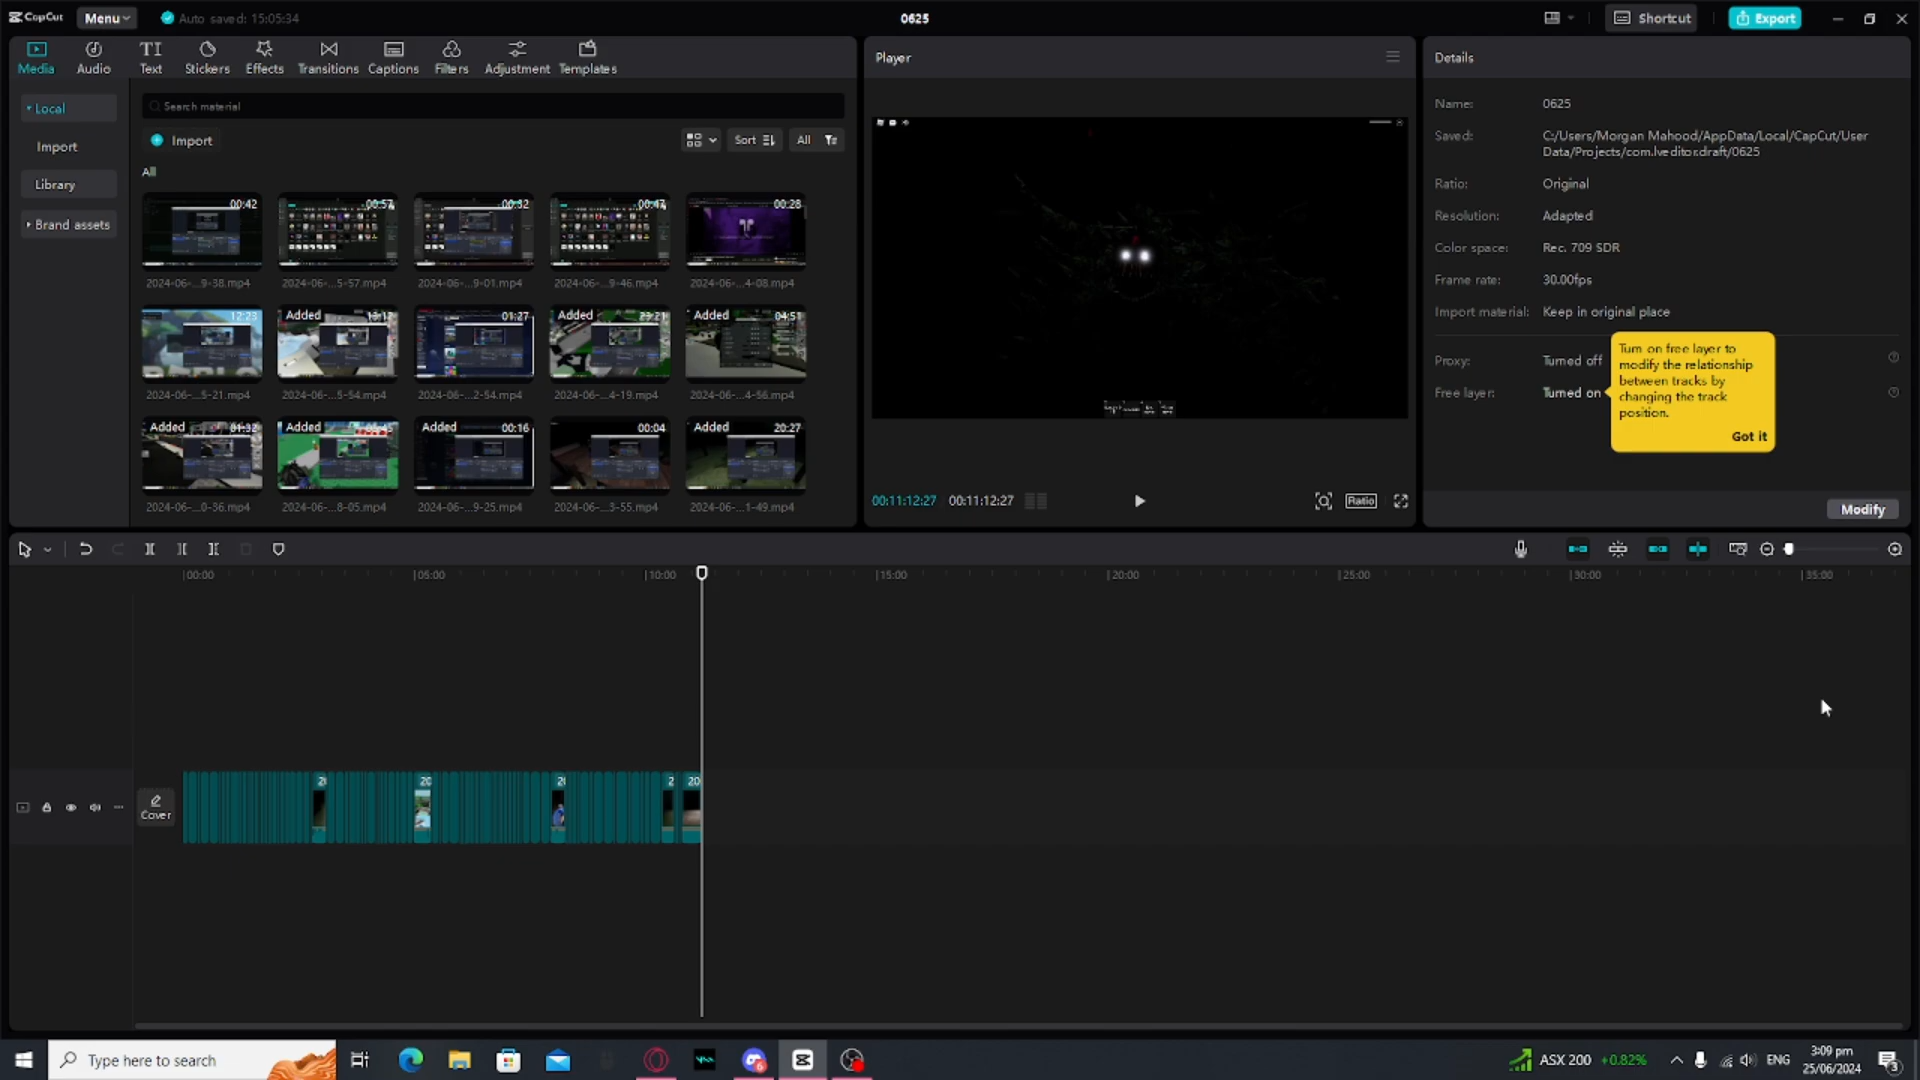 CapCut
Menu
Auto saved: 15:05:34
0625
Shortcut
Export
Media
Audio
Text
Stickers
Effects
Transitions
Captions
Filters
Adjustment
Templates
Local
Import
Library
Brand assets
Search material
Import
Sort
All
All
00:42
00:57
00:32
00:47
00:28
2024-06-...9-38.mp4
2024-06-...5-57.mp4
2024-06-...9-01.mp4
2024-06-...9-46.mp4
2024-06-...4-08.mp4
12:23
Added 13:12
01:27
Added 23:21
Added 04:51
2024-06-...5-21.mp4
2024-06-...5-54.mp4
2024-06-...2-54.mp4
2024-06-...4-19.mp4
2024-06-...4-56.mp4
Added 01:32
Added
Added 00:16
00:04
Added 20:27
2024-06-...0-36.mp4
2024-06-...8-05.mp4
2024-06-...9-25.mp4
2024-06-...3-55.mp4
2024-06-...1-49.mp4
Player
00:11:12:27
00:11:12:27
Ratio
Details
Name: 0625
Saved: C:/Users/Morgan Mahood/AppData/Local/CapCut/User
Data/Projects/com.lveditor.draft/0625
Ratio: Original
Resolution: Adapted
Color space: Rec. 709 SDR
Frame rate: 30.00fps
Import material: Keep in original place
Proxy: Turned off
Free layer: Turned on
Turn on free layer to
modify the relationship
between tracks by
changing the track
position.
Got it
Modify
00:00
05:00
10:00
15:00
20:00
25:00
30:00
35:00
Cover
20
20
2
20
Type here to search
ASX 200 +0.82%
ENG
3:09 pm
25/06/2024
3